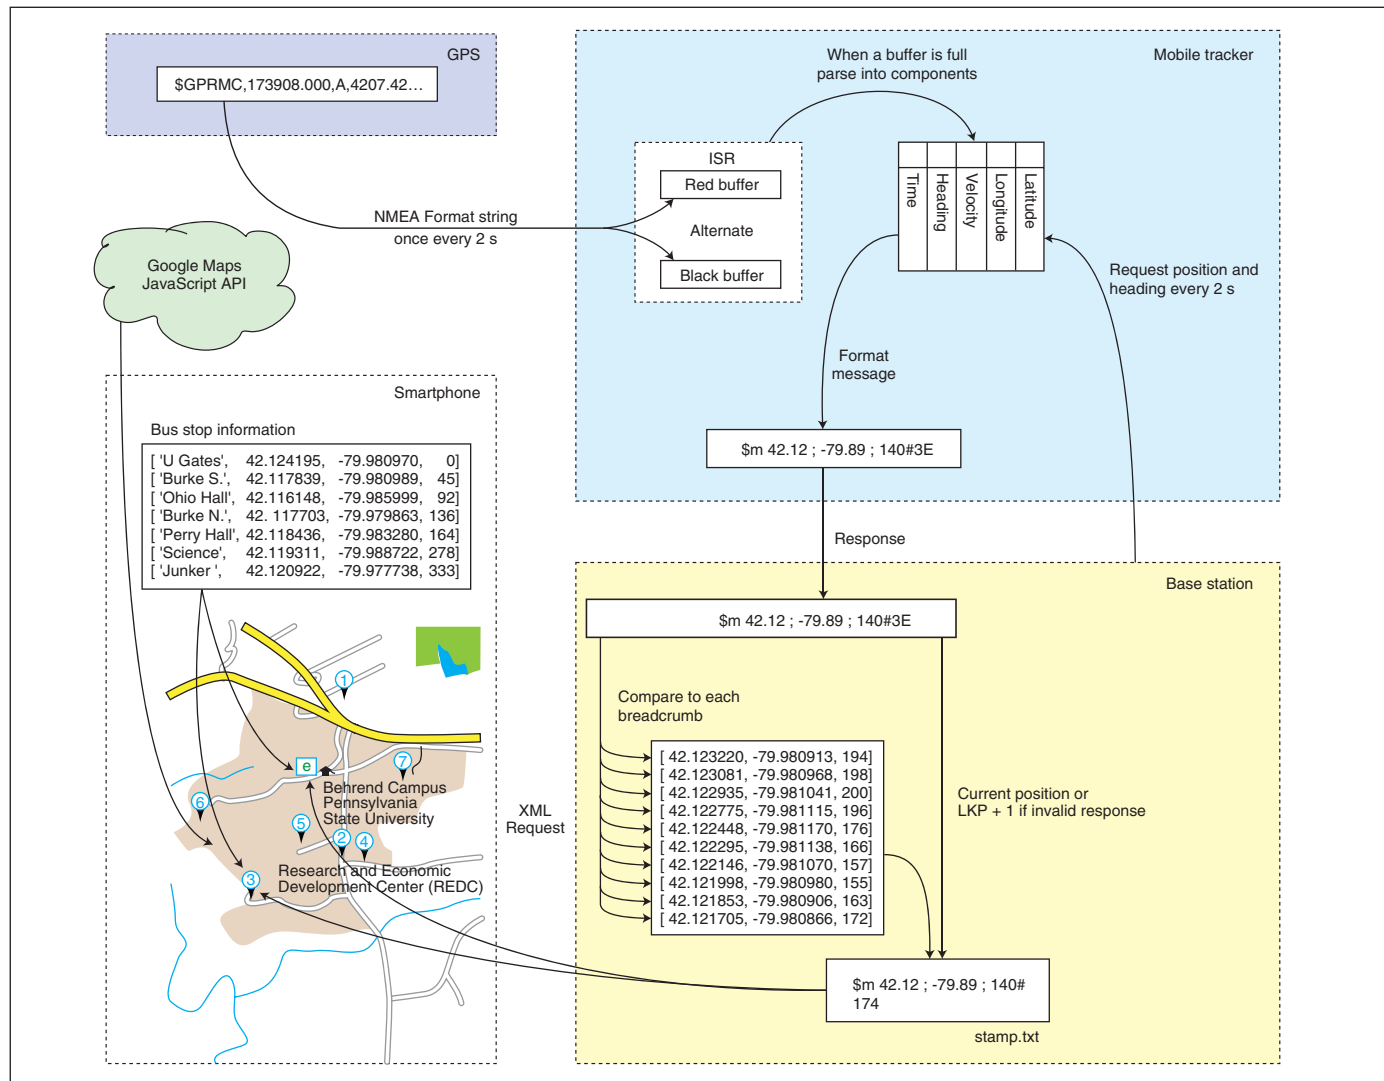 GPS
$GPRMC,173908.000,A,4207.42...
Mobile tracker
When a buffer is full
parse into components
ISR
Red buffer
Alternate
Black buffer
Time
Heading
Velocity
Longitude
Latitude
NMEA Format string
once every 2 s
Request position and
heading every 2 s
Google Maps
JavaScript API
Format
message
$m 42.12 ; -79.89 ; 140#3E
Response
Smartphone
Bus stop information
[ 'U Gates', 42.124195, -79.980970, 0]
[ 'Burke S.', 42.117839, -79.980989, 45]
[ 'Ohio Hall', 42.116148, -79.985999, 92]
[ 'Burke N.', 42. 117703, -79.979863, 136]
[ 'Perry Hall', 42.118436, -79.983280, 164]
[ 'Science', 42.119311, -79.988722, 278]
[ 'Junker ', 42.120922, -79.977738, 333]
1
e
7
Behrend Campus
Pennsylvania
State University
6
5
2
4
Research and Economic
Development Center (REDC)
3
XML
Request
Base station
$m 42.12 ; -79.89 ; 140#3E
Compare to each
breadcrumb
[ 42.123220, -79.980913, 194]
[ 42.123081, -79.980968, 198]
[ 42.122935, -79.981041, 200]
[ 42.122775, -79.981115, 196]
[ 42.122448, -79.981170, 176]
[ 42.122295, -79.981138, 166]
[ 42.122146, -79.981070, 157]
[ 42.121998, -79.980980, 155]
[ 42.121853, -79.980906, 163]
[ 42.121705, -79.980866, 172]
Current position or
LKP + 1 if invalid response
$m 42.12 ; -79.89 ; 140#
174
stamp.txt